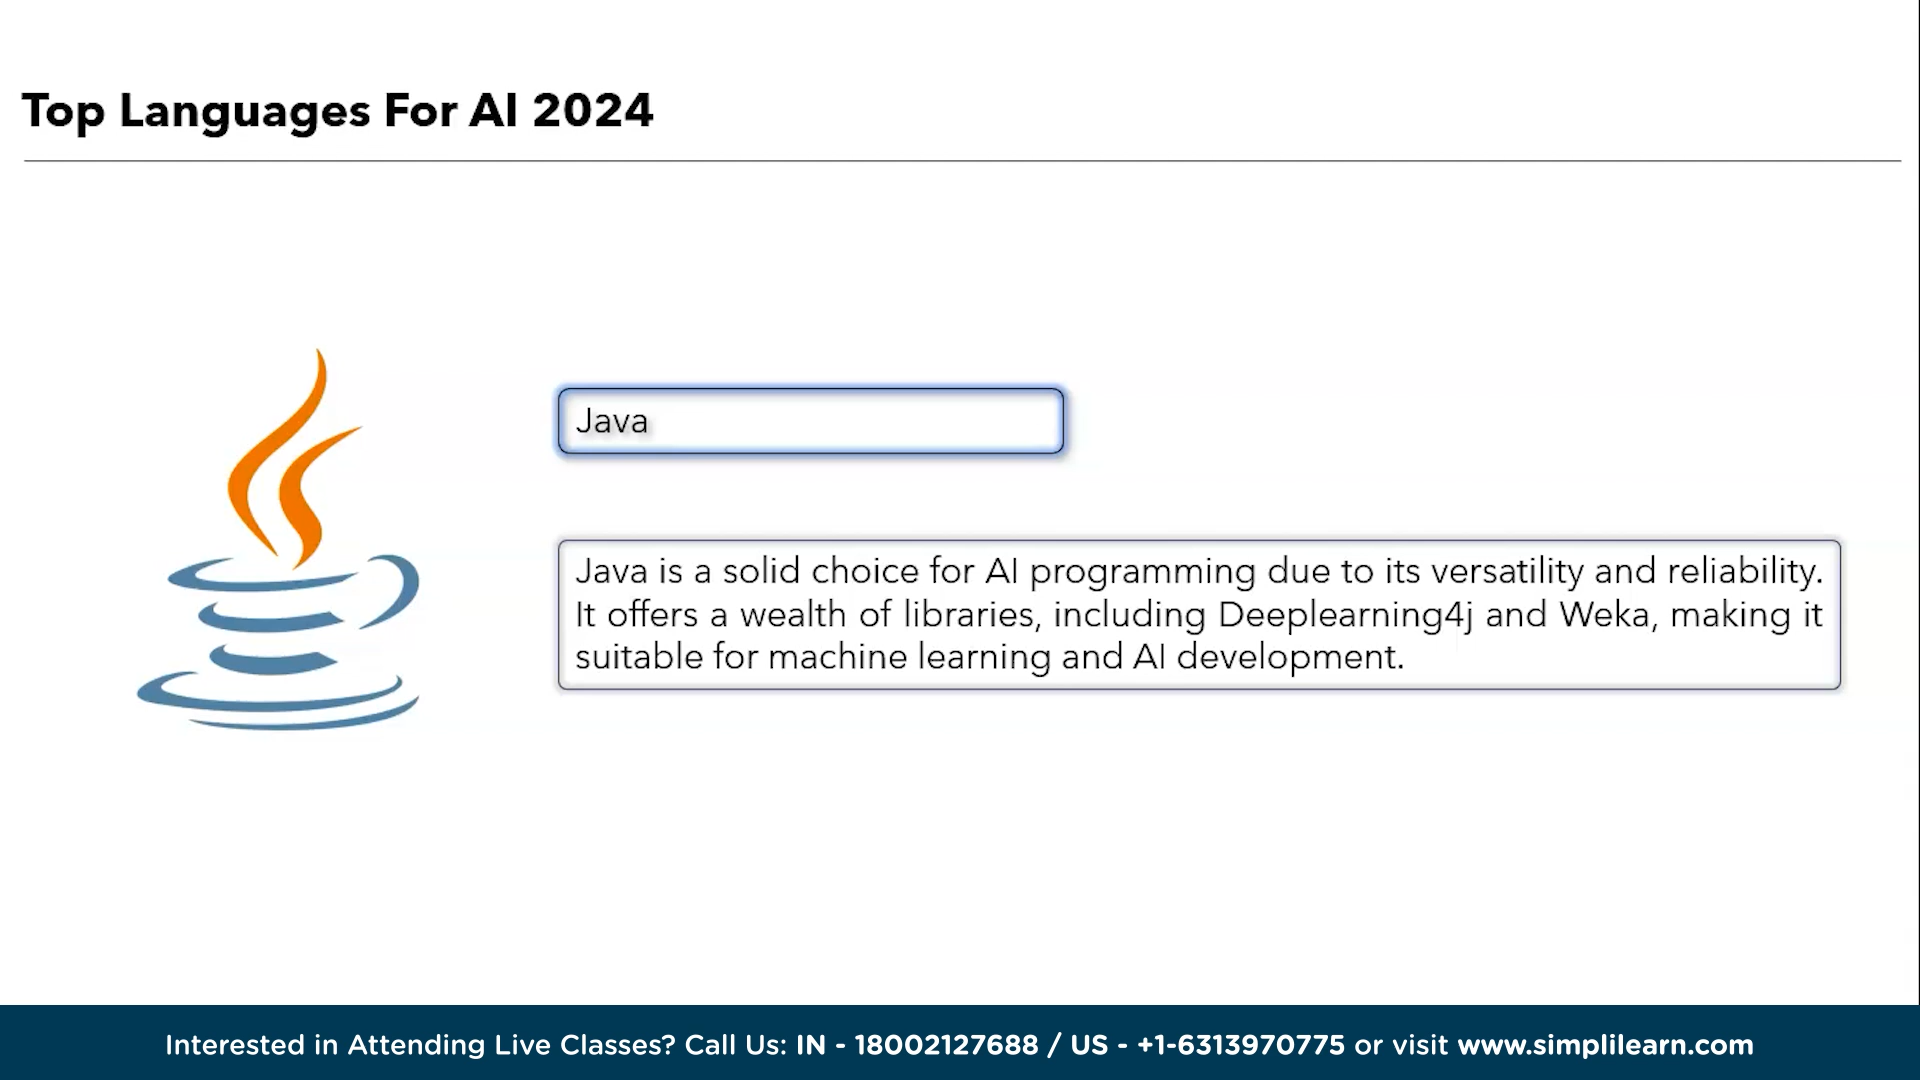 Top Languages For AI 2024
Java
Java is a solid choice for AI programming due to its versatility and reliability.
It offers a wealth of libraries, including Deeplearning4j and Weka, making it
suitable for machine learning and AI development.
Interested in Attending Live Classes? Call Us: IN - 18002127688 / US - +1-6313970775 or visit www.simplilearn.com